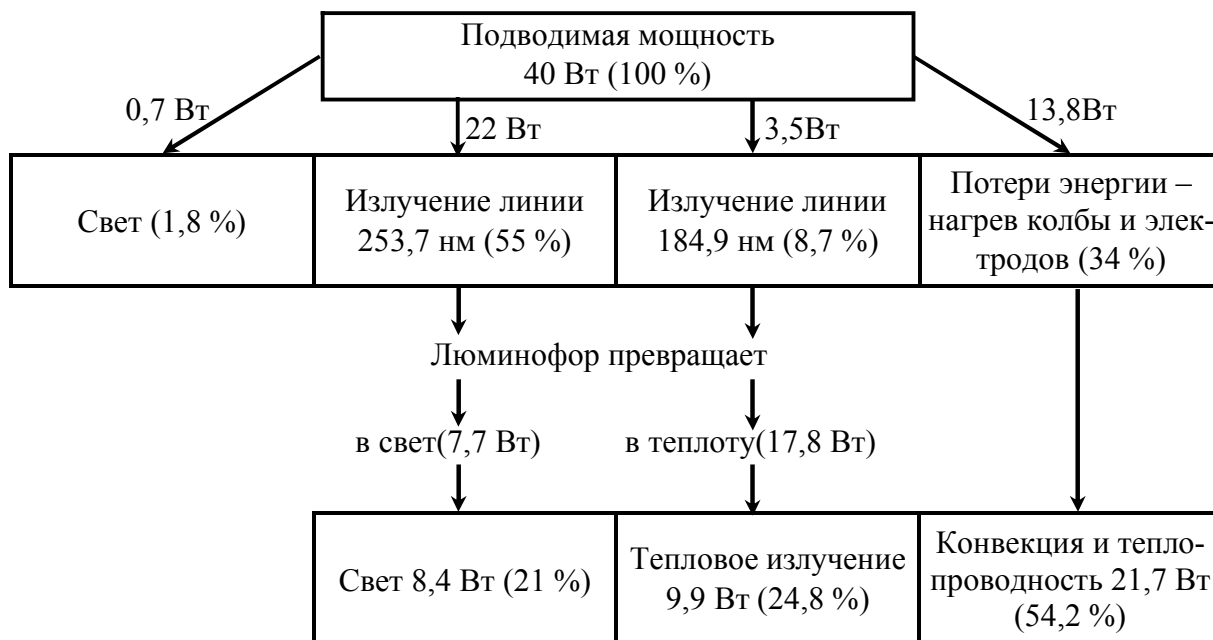 Подводимая мощность
40 Вт (100 %)
0,7 Вт
22 Вт
3,5Вт
13,8Вт
Свет (1,8 %)
Излучение линии
253,7 нм (55 %)
Излучение линии
184,9 нм (8,7 %)
Потери энергии –
нагрев колбы и элек-
тродов (34 %)
Люминофор превращает
в свет(7,7 Вт)
в теплоту(17,8 Вт)
Свет 8,4 Вт (21 %)
Тепловое излучение
9,9 Вт (24,8 %)
Конвекция и тепло-
проводность 21,7 Вт
(54,2 %)